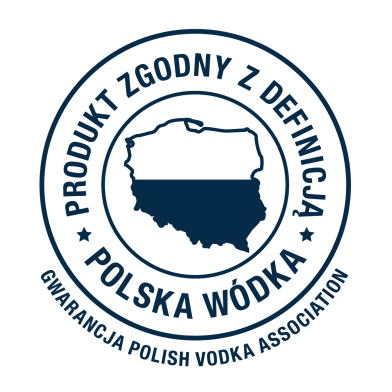 PRODUKT ZGODNY Z DEFINICJĄ
POLSKA WÓDKA
GWARANCJA POLISH VODKA ASSOCIATION